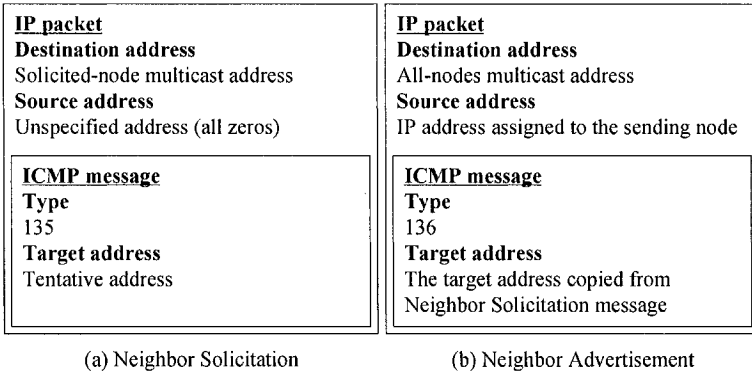 IP packet
Destination address
Solicited-node multicast address
Source address
Unspecified address (all zeros)
ICMP message
Type
135
Target address
Tentative address
(a) Neighbor Solicitation
IP packet
Destination address
All-nodes multicast address
Source address
IP address assigned to the sending node
ICMP message
Type
136
Target address
The target address copied from
Neighbor Solicitation message
(b) Neighbor Advertisement